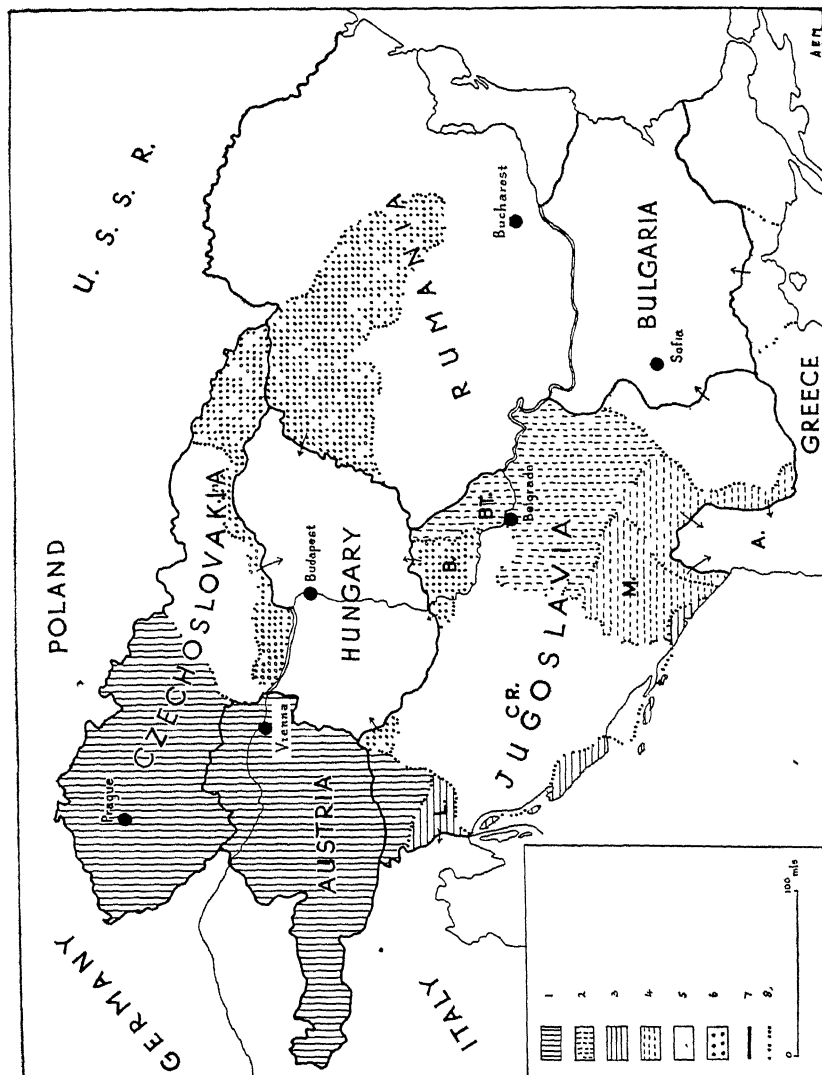 U. S. S. R.
POLAND
GERMANY
CZECHOSLOVAKIA
Prague
Vienna
AUSTRIA
Budapest
HUNGARY
RUMANIA
Bucharest
ITALY
L.
CR.
JUGOSLAVIA
B.
BT.
Belgrade
M.
A.
BULGARIA
Sofia
GREECE
1
2
3
4
5
6
7
8.
0 100 mls